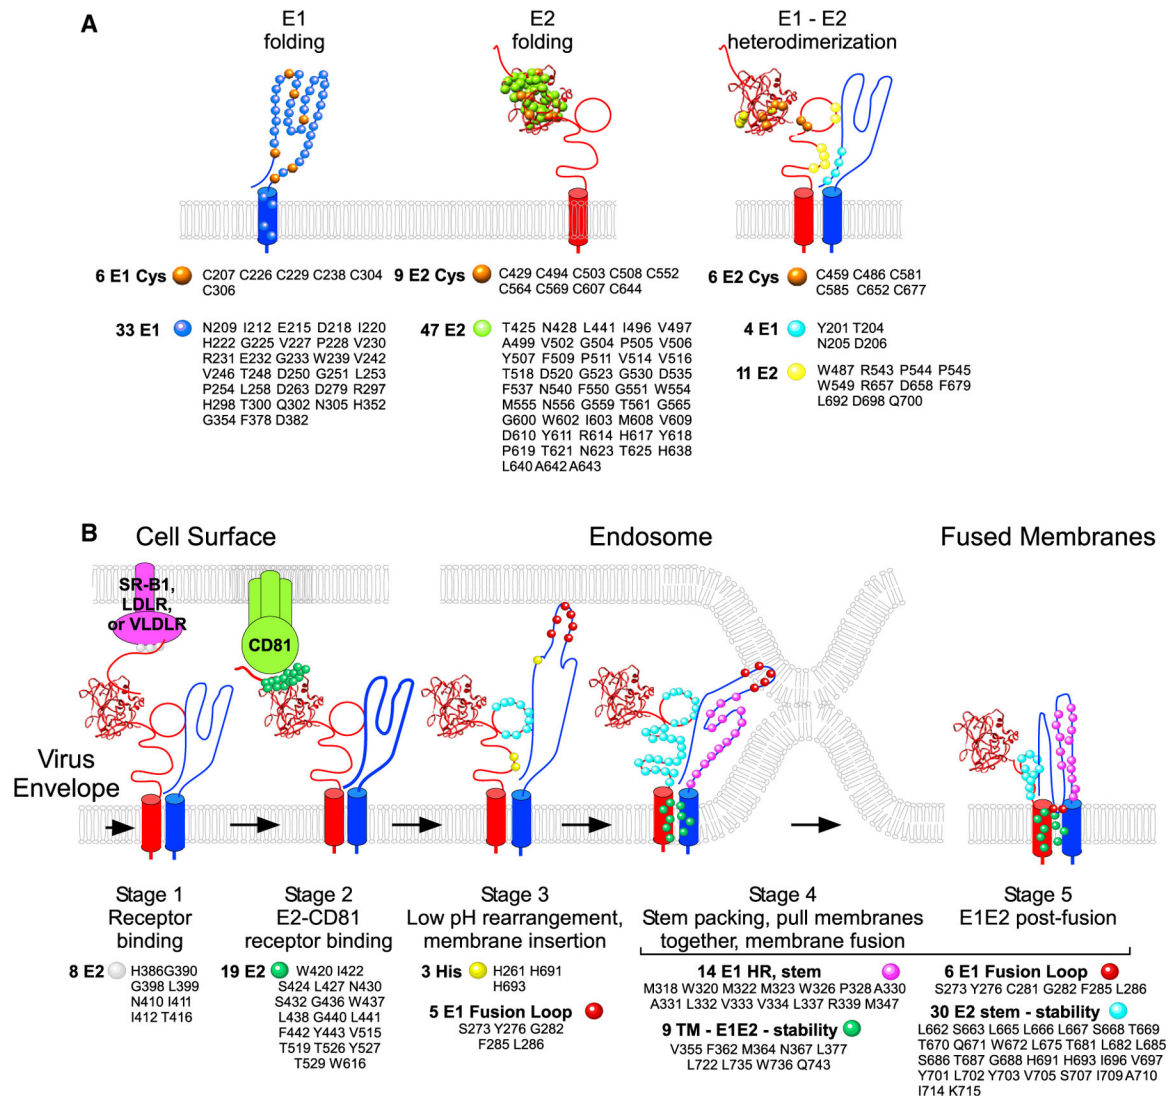 A
E1
folding
E2
folding
E1 - E2
heterodimerization
6 E1 Cys
C207 C226 C229 C238 C304
C306
33 E1
N209 I212 E215 D218 I220
H222 G225 V227 P228 V230
R231 E232 G233 W239 V242
V246 T248 D250 G251 L253
P254 L258 D263 D279 R297
H298 T300 Q302 N305 H352
G354 F378 D382
9 E2 Cys
C429 C494 C503 C508 C552
C564 C569 C607 C644
47 E2
T425 N428 L441 I496 V497
A499 V502 G504 P505 V506
Y507 F509 P511 V514 V516
T518 D520 G523 G530 D535
F537 N540 F550 G551 W554
M555 N556 G559 T561 G565
G600 W602 I603 M608 V609
D610 Y611 R614 H617 Y618
P619 T621 N623 T625 H638
L640 A642 A643
6 E2 Cys
C459 C486 C581
C585 C652 C677
4 E1
Y201 T204
N205 D206
11 E2
W487 R543 P544 P545
W549 R657 D658 F679
L692 D698 Q700
B
Cell Surface
Endosome
Fused Membranes
SR-B1,
LDLR,
or VLDLR
CD81
Virus
Envelope
Stage 1
Receptor
binding
8 E2
H386G390
G398 L399
N410 I411
I412 T416
Stage 2
E2-CD81
receptor binding
19 E2
W420 I422
S424 L427 N430
S432 G436 W437
L438 G440 L441
F442 Y443 V515
T519 T526 Y527
T529 W616
Stage 3
Low pH rearrangement,
membrane insertion
3 His
H261 H691
H693
5 E1 Fusion Loop
S273 Y276 G282
F285 L286
Stage 4
Stem packing, pull membranes
together, membrane fusion
14 E1 HR, stem
M318 W320 M322 M323 W326 P328 A330
A331 L332 V333 V334 L337 R339 M347
9 TM - E1E2 - stability
V355 F362 M364 N367 L377
L722 L735 W736 Q743
Stage 5
E1E2 post-fusion
6 E1 Fusion Loop
S273 Y276 C281 G282 F285 L286
30 E2 stem - stability
L662 S663 L665 L666 L667 S668 T669
T670 Q671 W672 L675 T681 L682 L685
S686 T687 G688 H691 H693 I696 V697
Y701 L702 Y703 V705 S707 I709 A710
I714 K715